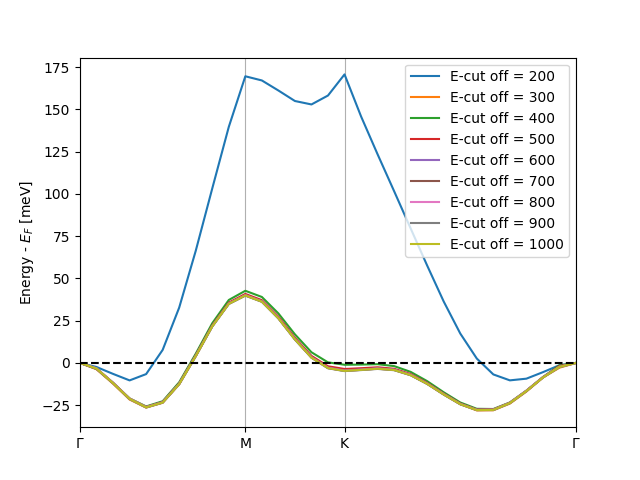 175
150
125
100
75
50
25
0
−25
Energy - E_F [meV]
Γ
M
K
Γ
E-cut off = 200
E-cut off = 300
E-cut off = 400
E-cut off = 500
E-cut off = 600
E-cut off = 700
E-cut off = 800
E-cut off = 900
E-cut off = 1000